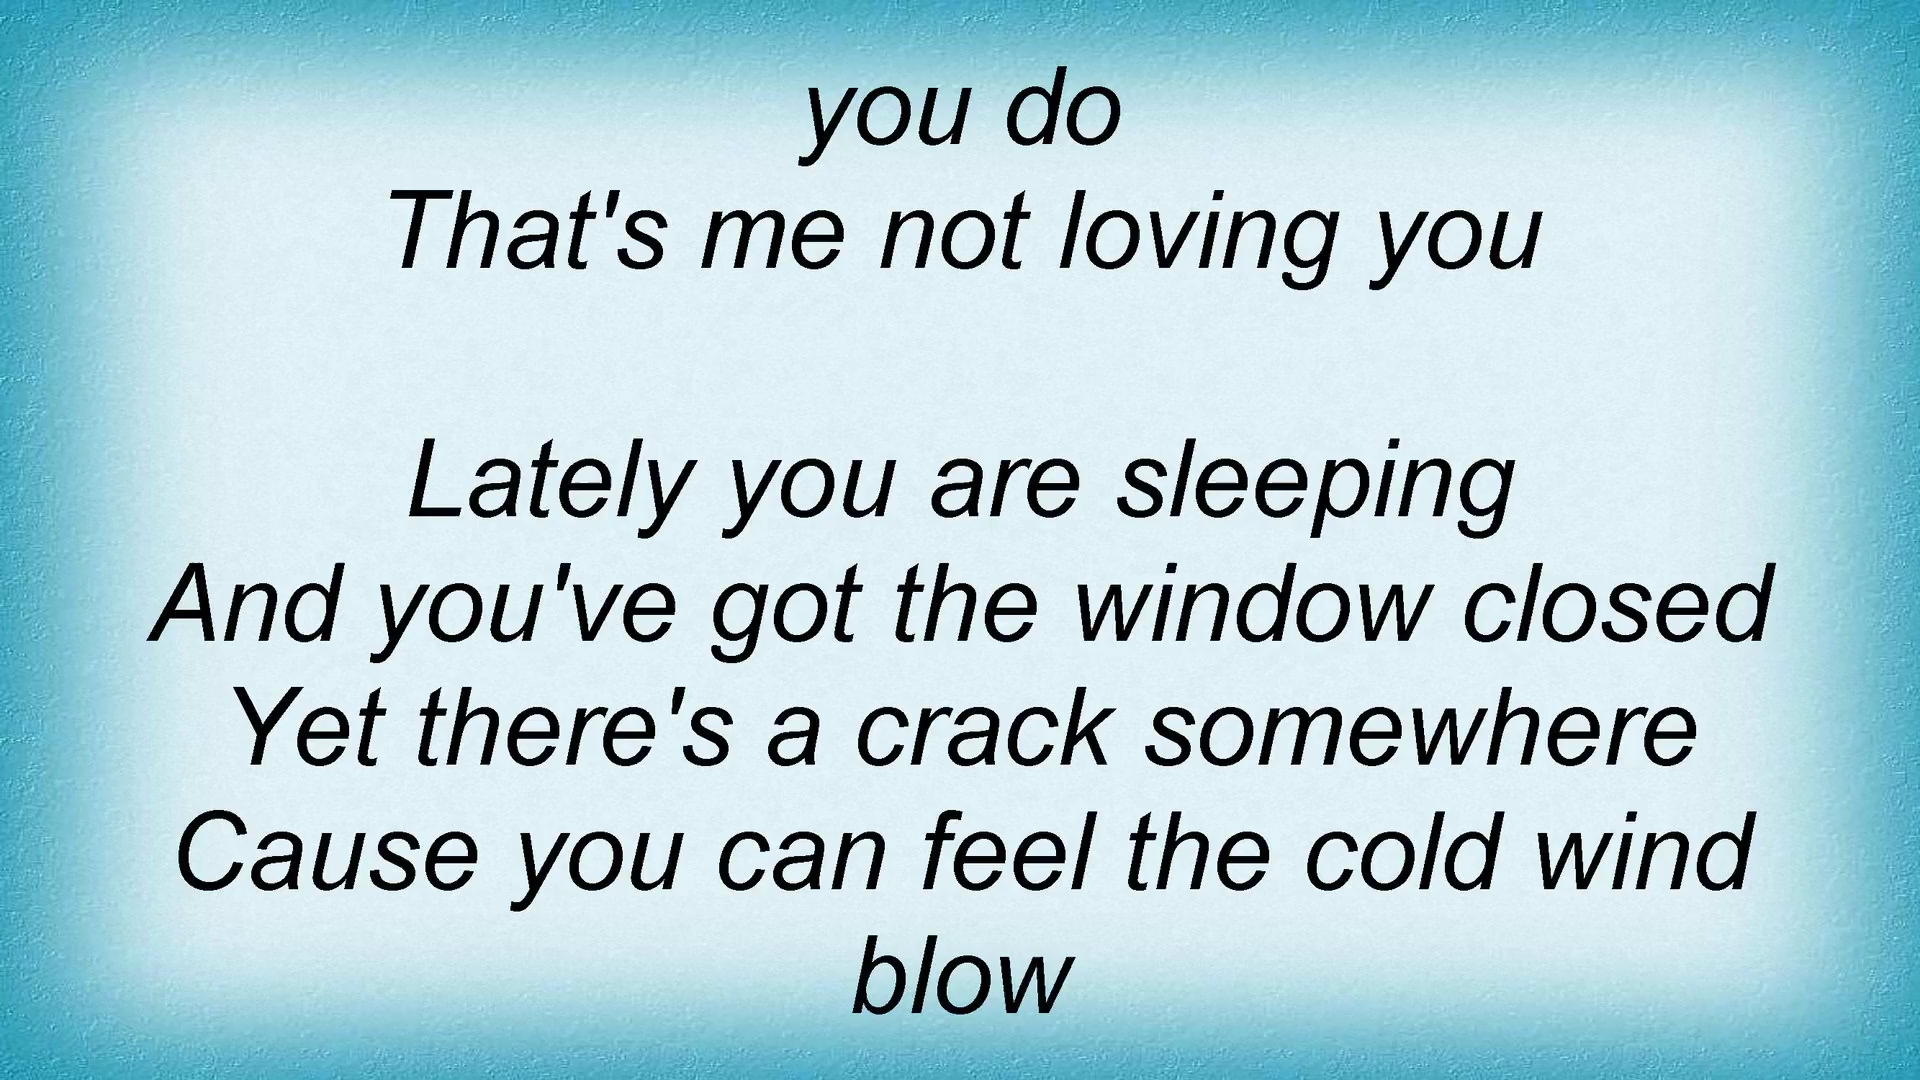 you do
That's me not loving you
Lately you are sleeping
And you've got the window closed
Yet there's a crack somewhere
Cause you can feel the cold wind
blow